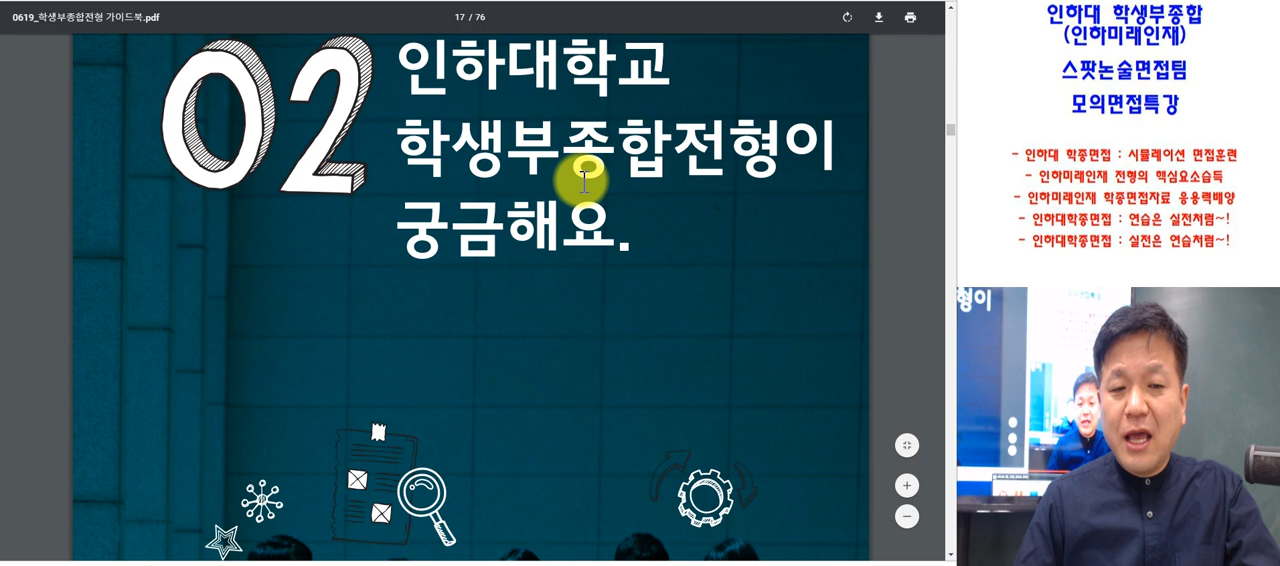 0619_학생부종합전형 가이드북.pdf
17 / 76
02
인하대학교
학생부종합전형이
궁금해요.
인하대 학생부종합
(인하미래인재)
스팟논술면접팀
모의면접특강
- 인하대 학종면접 : 시뮬레이션 면접훈련
- 인하미래인재 전형의 핵심요소습득
- 인하미래인재 학종면접자료 응용력배양
- 인하대학종면접 : 연습은 실전처럼~!
- 인하대학종면접 : 실전은 연습처럼~!
형이